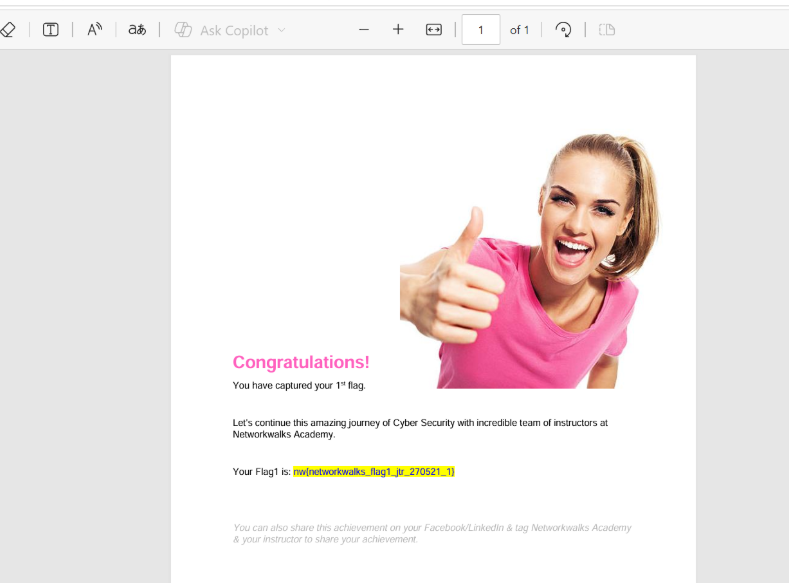 Ask Copilot
1 of 1
Congratulations!
You have captured your 1st flag.
Let's continue this amazing journey of Cyber Security with incredible team of instructors at
Networkwalks Academy.
Your Flag1 is: nw{networkwalks_flag1_jtr_270521_1}
You can also share this achievement on your Facebook/LinkedIn & tag Networkwalks Academy
& your instructor to share your achievement.